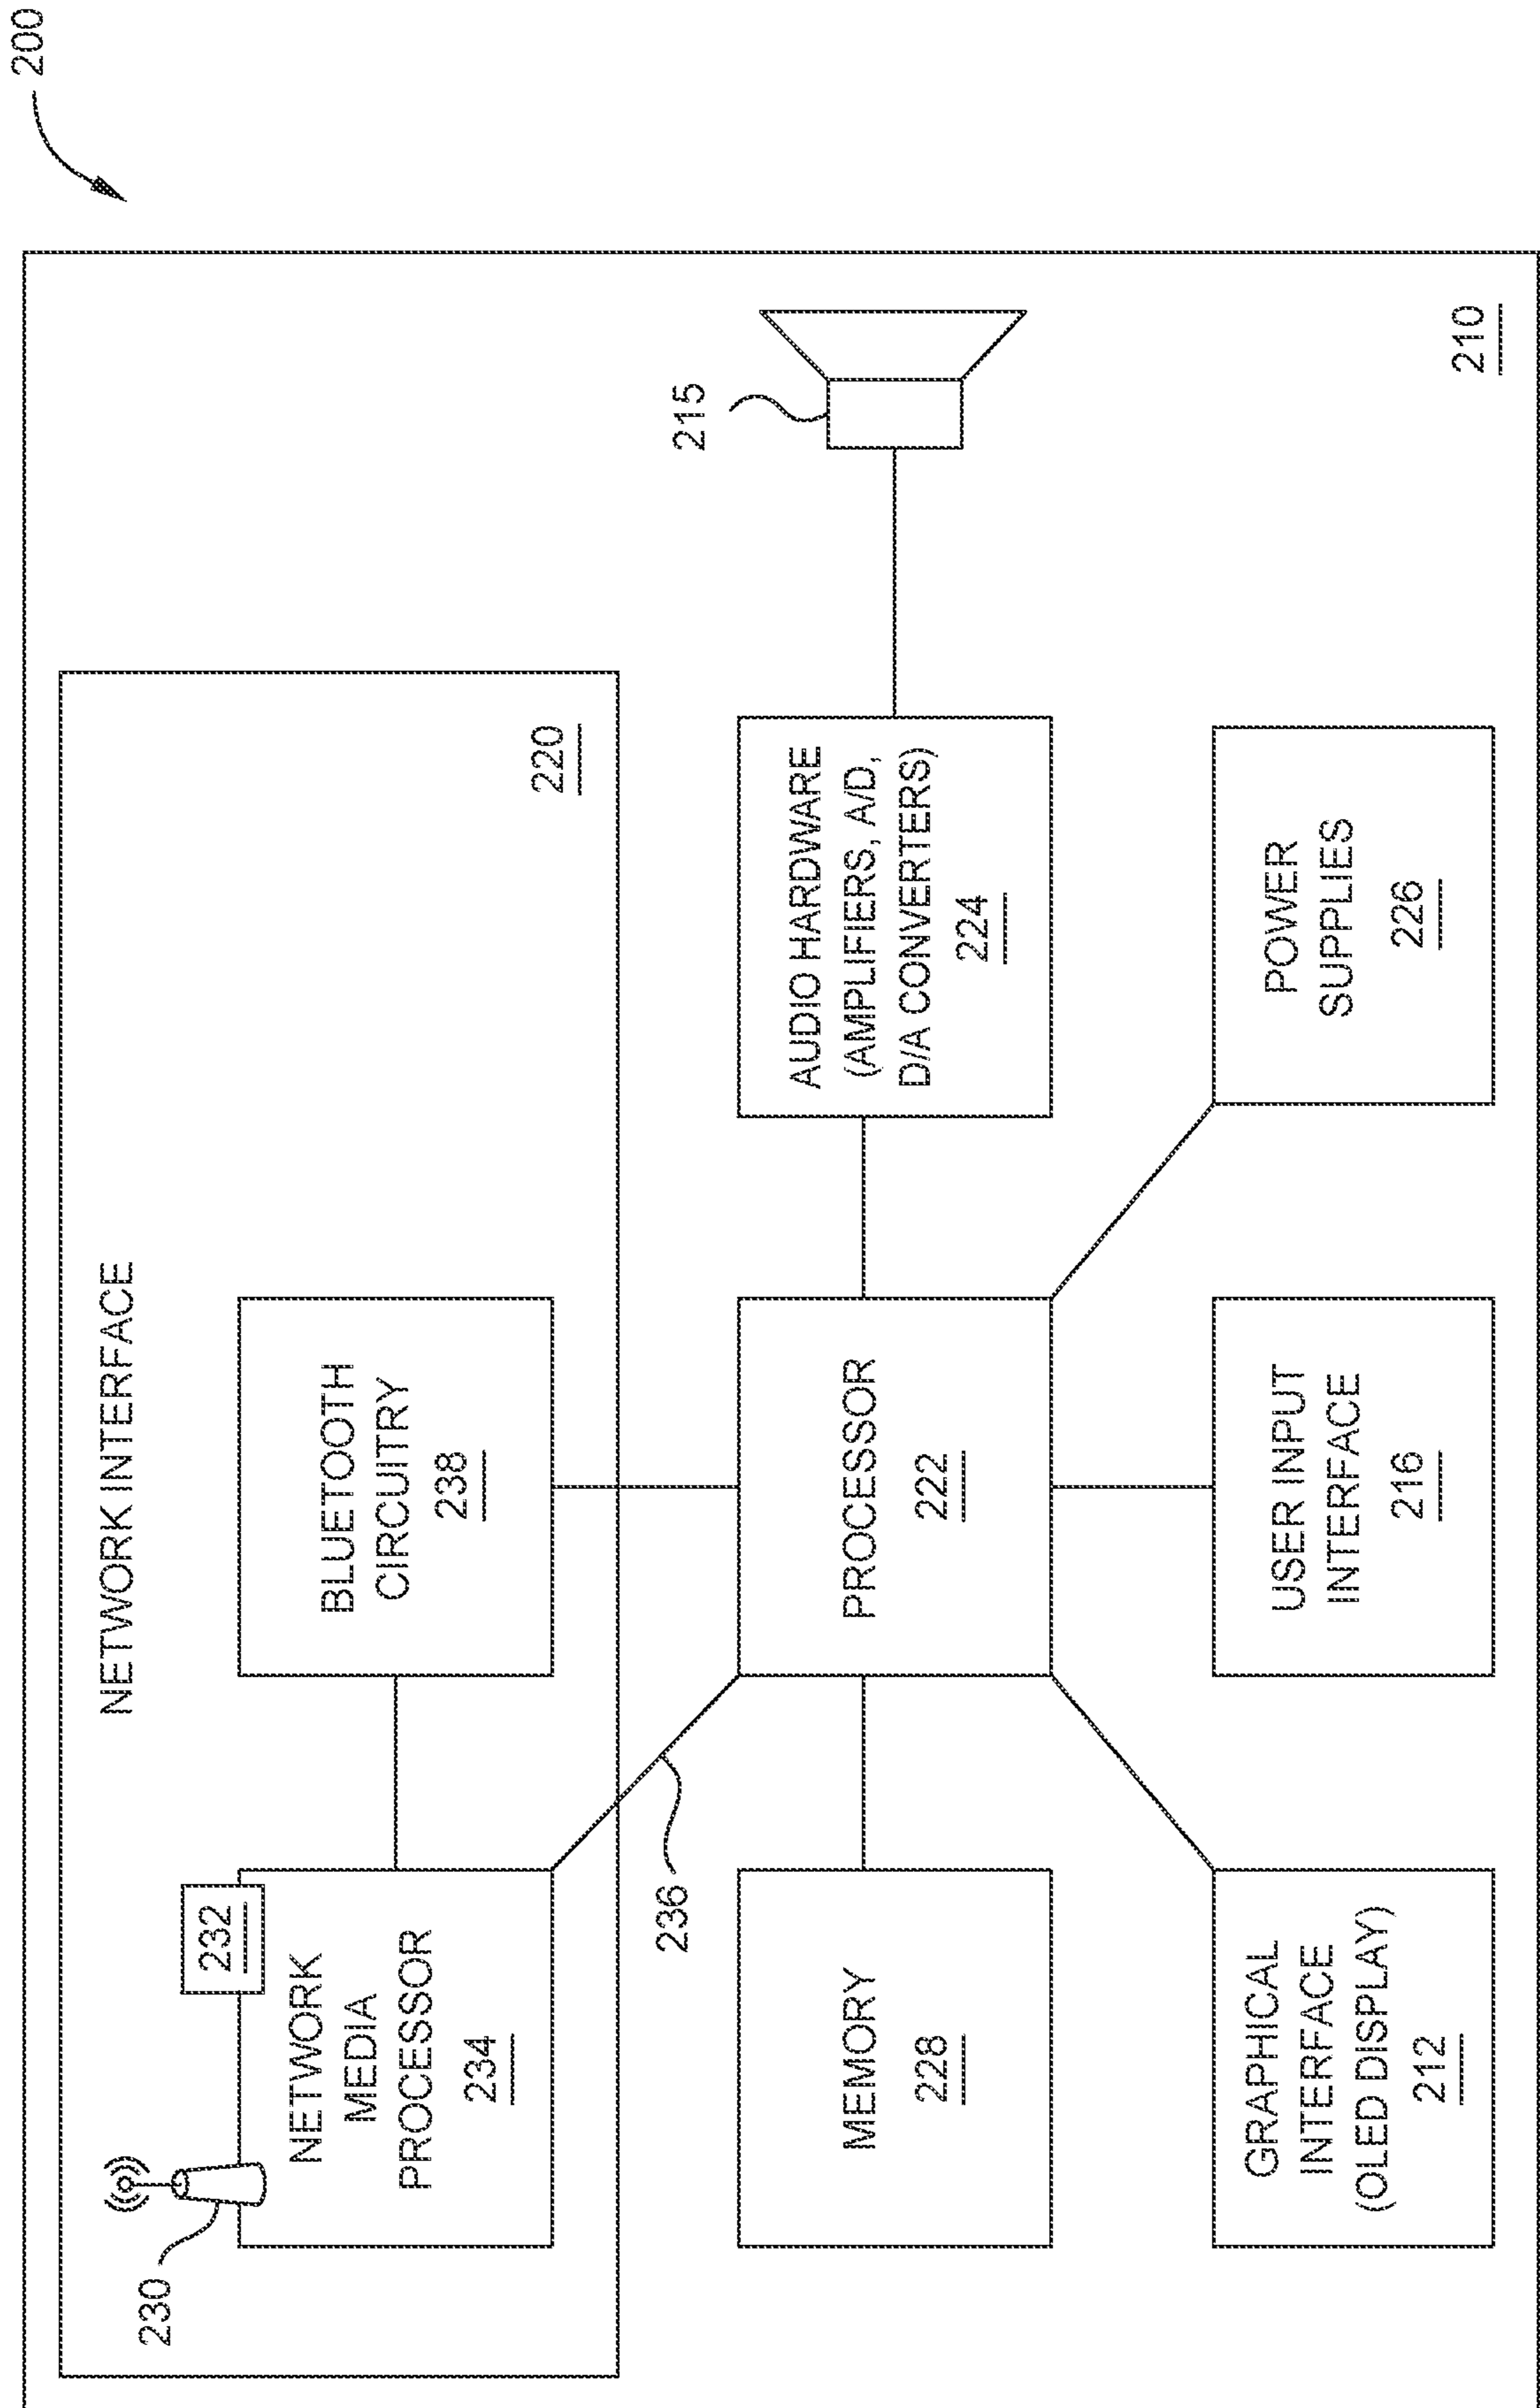 200
NETWORK INTERFACE
230
232
NETWORK
MEDIA
PROCESSOR
234
BLUETOOTH
CIRCUITRY
238
220
236
215
MEMORY
228
PROCESSOR
222
AUDIO HARDWARE
(AMPLIFIERS, A/D,
D/A CONVERTERS)
224
GRAPHICAL
INTERFACE
(OLED DISPLAY)
212
USER INPUT
INTERFACE
216
POWER
SUPPLIES
226
210